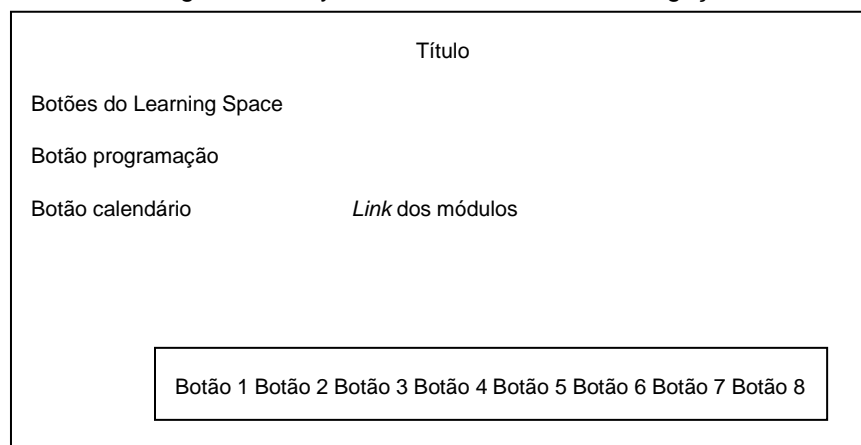 Título
Botões do Learning Space
Botão programação
Botão calendário Link dos módulos
Botão 1 Botão 2 Botão 3 Botão 4 Botão 5 Botão 6 Botão 7 Botão 8